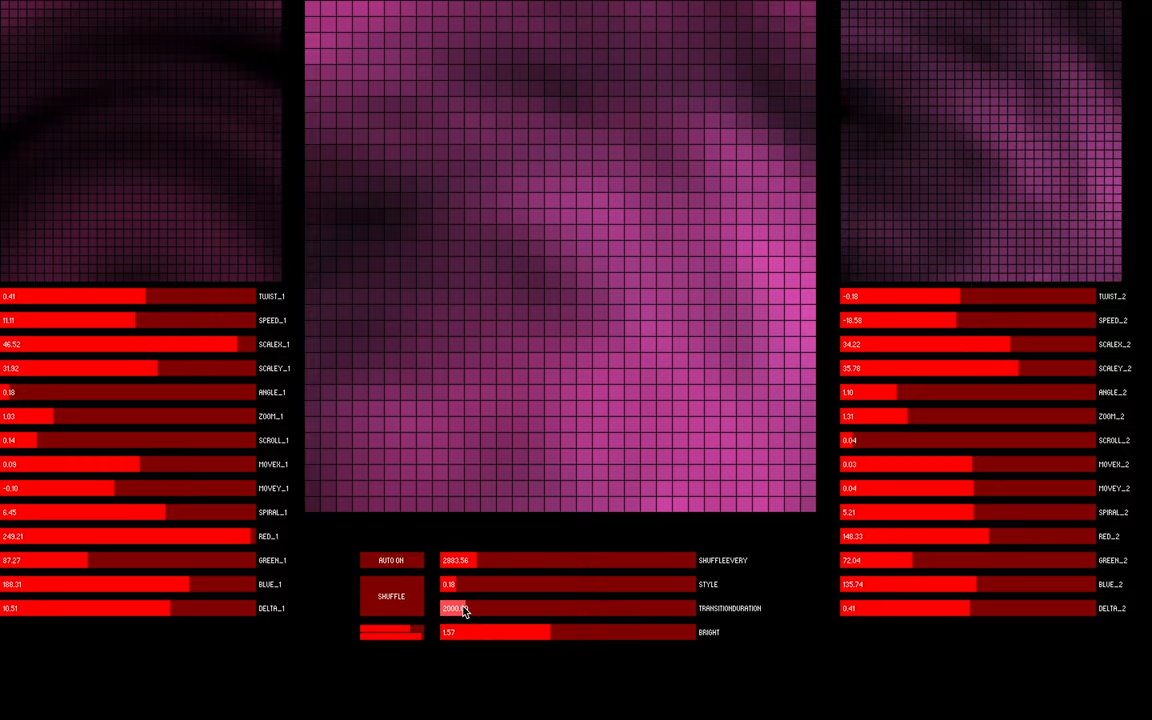 0.41 TWIST_1
11.11 SPEED_1
46.52 SCALEX_1
31.92 SCALEY_1
0.18 ANGLE_1
1.03 ZOOM_1
0.14 SCROLL_1
0.09 MOVEX_1
-0.10 MOVEY_1
6.45 SPIRAL_1
249.21 RED_1
87.27 GREEN_1
188.31 BLUE_1
10.51 DELTA_1
AUTO ON
SHUFFLE
2883.56 SHUFFLEEVERY
0.18 STYLE
2000. TRANSITIONDURATION
1.57 BRIGHT
-0.18 TWIST_2
-18.58 SPEED_2
34.22 SCALEX_2
35.78 SCALEY_2
1.10 ANGLE_2
1.31 ZOOM_2
0.04 SCROLL_2
0.03 MOVEX_2
0.04 MOVEY_2
5.21 SPIRAL_2
148.33 RED_2
72.04 GREEN_2
135.74 BLUE_2
0.41 DELTA_2